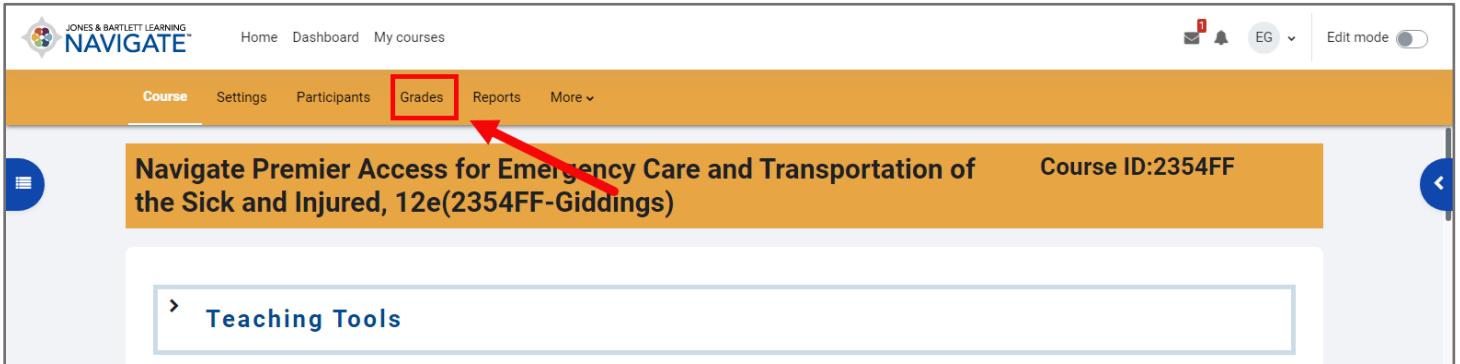 JONES & BARTLETT LEARNING
NAVIGATE™
Home Dashboard My courses
1
EG
Edit mode
Course Settings Participants Grades Reports More
Navigate Premier Access for Emergency Care and Transportation of
the Sick and Injured, 12e(2354FF-Giddings)
Course ID:2354FF
Teaching Tools